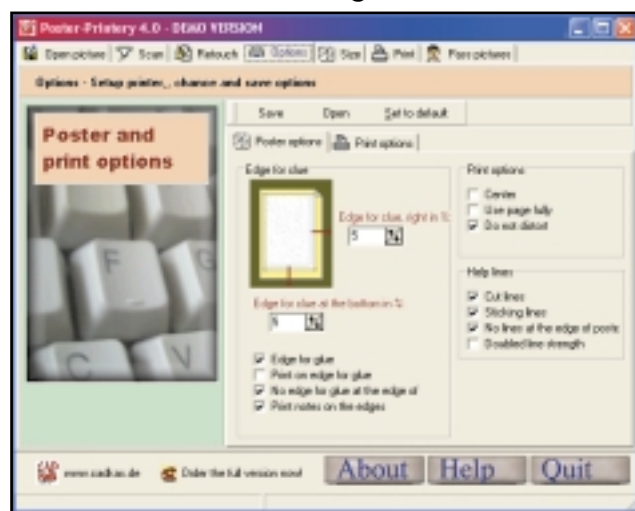 Poster-Printery 4.0 - DEMO VERSION
Open picture Scan Retouch Options Size Print Pass pictures
Options - Setup printer,, chance and save options
Poster and
print options
Save Open Set to default
Poster options Print options
Edge for glue
Edge for glue, right in %:
5
Edge for glue at the bottom in %:
5
Edge for glue
Print on edge for glue
No edge for glue at the edge of
Print notes on the edges
Print options
Center
Use page fully
Do not distort
Help lines
Cut lines
Sticking lines
No lines at the edge of poste
Doubled line strength
F
G
C
V
www.cadkas.de Order the full version now!
About Help Quit